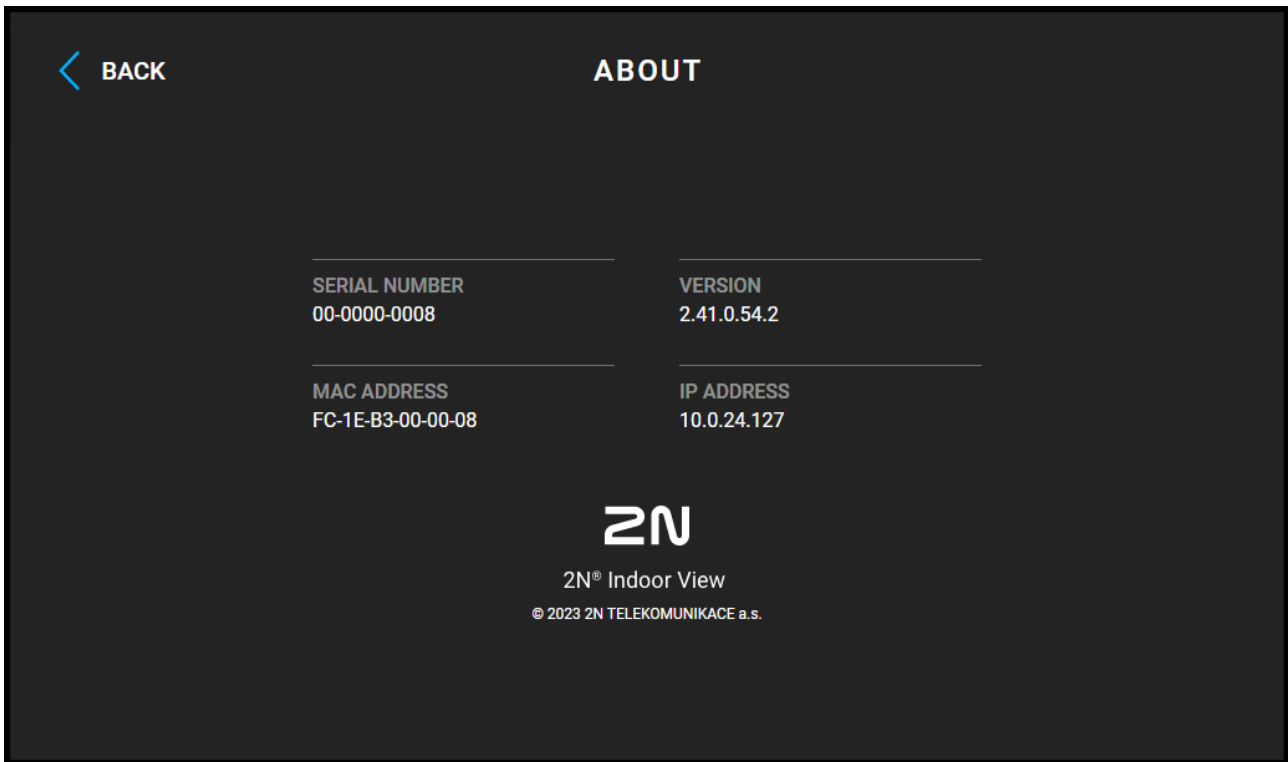 BACK
ABOUT
SERIAL NUMBER
00-0000-0008
VERSION
2.41.0.54.2
MAC ADDRESS
FC-1E-B3-00-00-08
IP ADDRESS
10.0.24.127
2N
2N® Indoor View
© 2023 2N TELEKOMUNIKACE a.s.